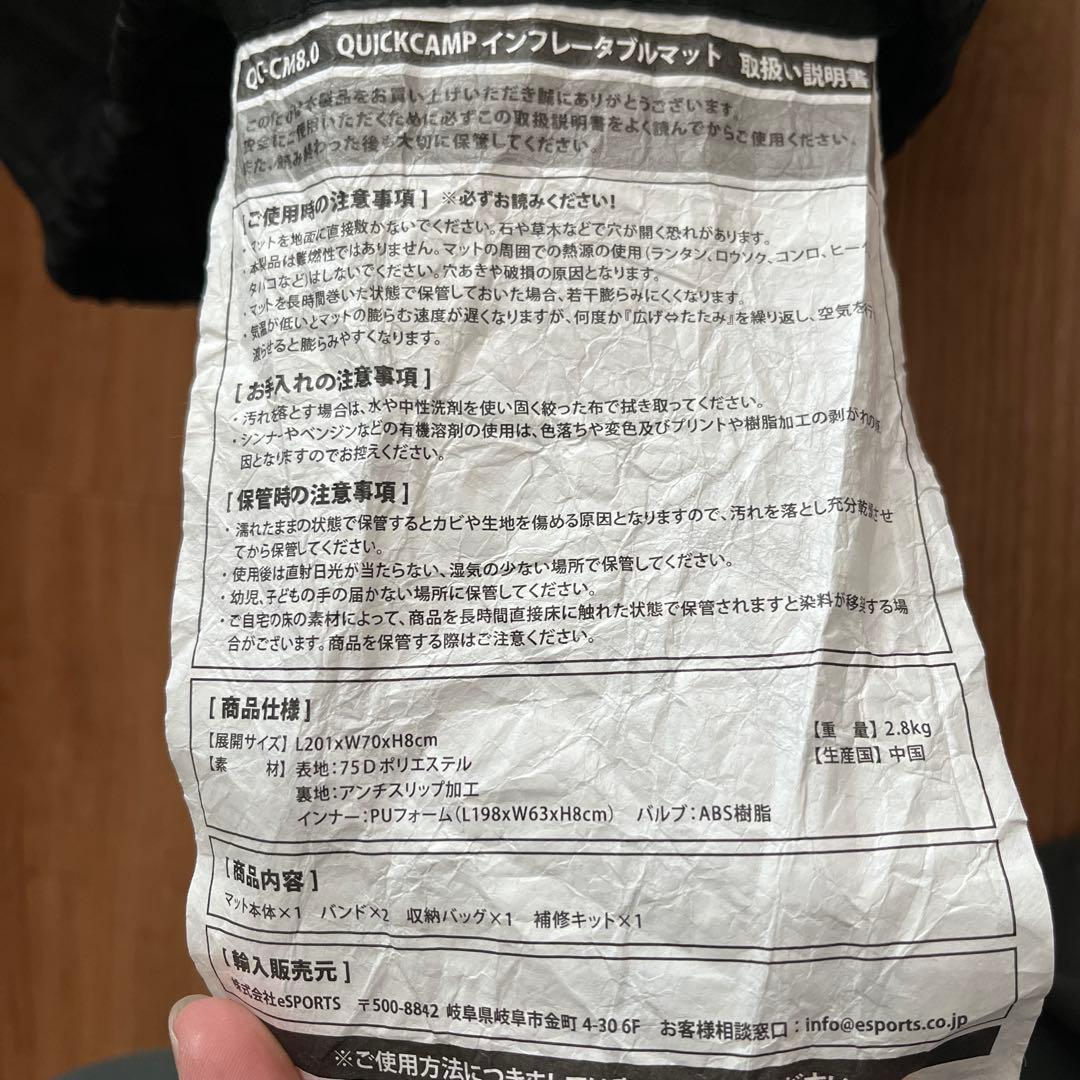 QC-CM8.0 QUICKCAMPインフレータブルマット 取扱い説明書
このたびは本製品をお買い上げいただき誠にありがとうございます。
安全にご使用いただくために必ずこの取扱説明書をよく読んでからご使用ください。
また、読み終わった後も大切に保管してください。
[ご使用時の注意事項] ※必ずお読みください!
・マットを地面に直接敷かないでください。石や草木などで穴が開く恐れがあります。
・本製品は難燃性ではありません。マットの周囲での熱源の使用(ランタン、ロウソク、コンロ、ヒー
タバコなど)はしないでください。穴あきや破損の原因となります。
・マットを長時間巻いた状態で保管しておいた場合、若干膨らみにくくなります。
・気温が低いとマットの膨らむ速度が遅くなりますが、何度か『広げ⇔たたみ』を繰り返し、空気を行
渡らせると膨らみやすくなります。
[お手入れの注意事項]
・汚れを落とす場合は、水や中性洗剤を使い固く絞った布で拭き取ってください。
・シンナーやベンジンなどの有機溶剤の使用は、色落ちや変色及びプリントや樹脂加工の剥がれの原
因となりますのでお控えください。
[保管時の注意事項]
・濡れたままの状態で保管するとカビや生地を傷める原因となりますので、汚れを落とし充分乾燥させ
てから保管してください。
・使用後は直射日光が当たらない、湿気の少ない場所で保管してください。
・幼児、子どもの手の届かない場所に保管してください。
・ご自宅の床の素材によって、商品を長時間直接床に触れた状態で保管されますと染料が移染する場
合がございます。商品を保管する際はご注意ください。
[商品仕様]
【展開サイズ】L201xW70xH8cm 【重 量】2.8kg
【素 材】表地:75Dポリエステル 【生産国】中国
裏地:アンチスリップ加工
インナー:PUフォーム(L198xW63xH8cm) バルブ:ABS樹脂
[商品内容]
マット本体×1 バンド×2 収納バッグ×1 補修キット×1
[輸入販売元]
株式会社eSPORTS 〒500-8842 岐阜県岐阜市金町4-30 6F お客様相談窓口:info@esports.co.jp
※ご使用方法につきまして